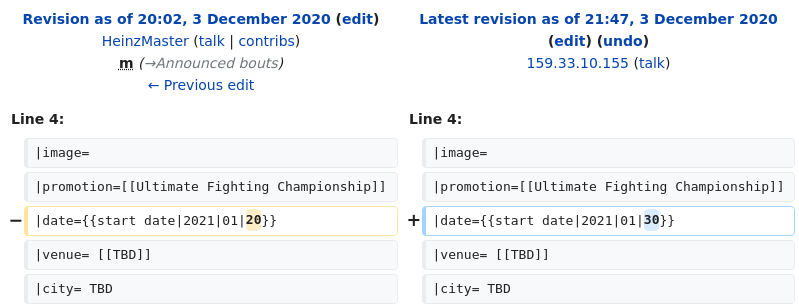 Revision as of 20:02, 3 December 2020 (edit)
HeinzMaster (talk | contribs)
m (→Announced bouts)
← Previous edit
Latest revision as of 21:47, 3 December 2020
(edit) (undo)
159.33.10.155 (talk)
Line 4:
Line 4:
|image=
|image=
|promotion=[[Ultimate Fighting Championship]]
|promotion=[[Ultimate Fighting Championship]]
− |date={{start date|2021|01|20}}
+ |date={{start date|2021|01|30}}
|venue= [[TBD]]
|venue= [[TBD]]
|city= TBD
|city= TBD